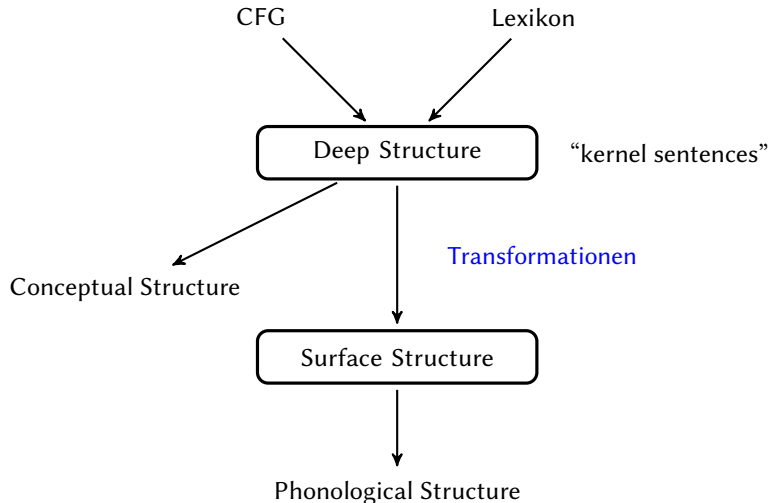 CFG
Lexikon
Deep Structure
“kernel sentences”
Transformationen
Conceptual Structure
Surface Structure
Phonological Structure